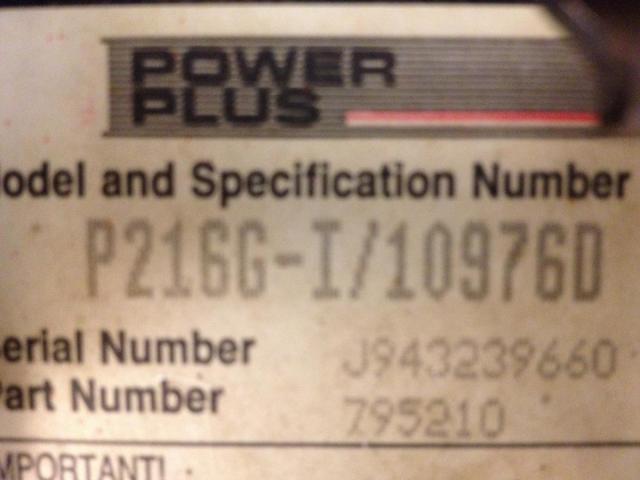 POWER
PLUS
odel and Specification Number
P216G-I/10976D
erial Number J943239660
art Number 795210
MPORTANT!